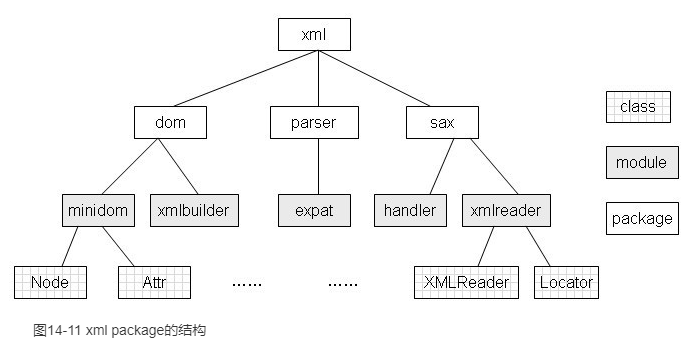 xml
dom
parser
sax
class
module
package
minidom
xmlbuilder
expat
handler
xmlreader
Node
Attr
······
······
XMLReader
Locator
图14-11 xml package的结构